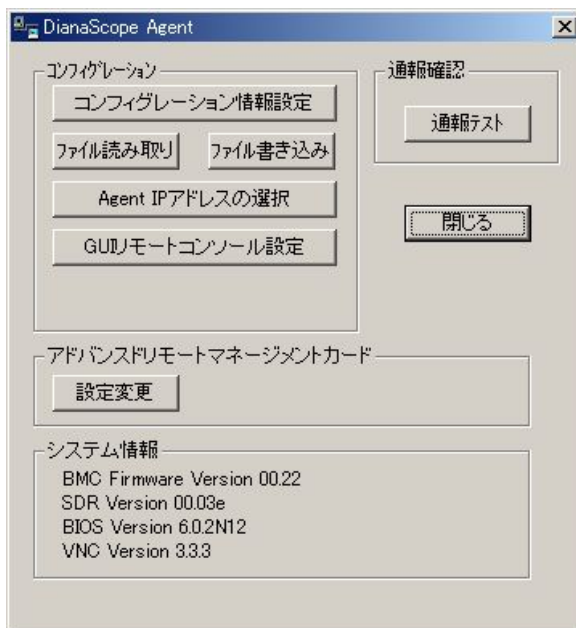 DianaScope Agent
コンフィグレーション
コンフィグレーション情報設定
ファイル読み取り ファイル書き込み
Agent IPアドレスの選択
GUIリモートコンソール設定
通報確認
通報テスト
閉じる
アドバンスドリモートマネージメントカード
設定変更
システム情報
BMC Firmware Version 00.22
SDR Version 00.03e
BIOS Version 6.0.2N12
VNC Version 3.3.3